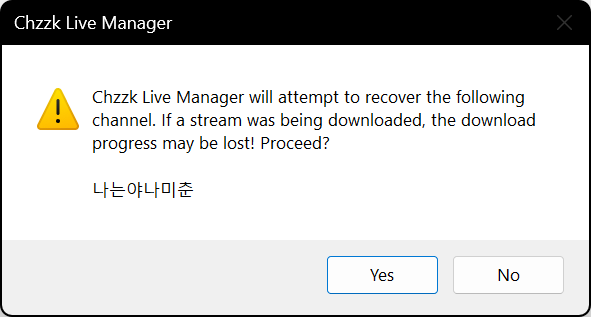 Chzzk Live Manager
Chzzk Live Manager will attempt to recover the following
channel. If a stream was being downloaded, the download
progress may be lost! Proceed?
나는야나미춘
Yes
No